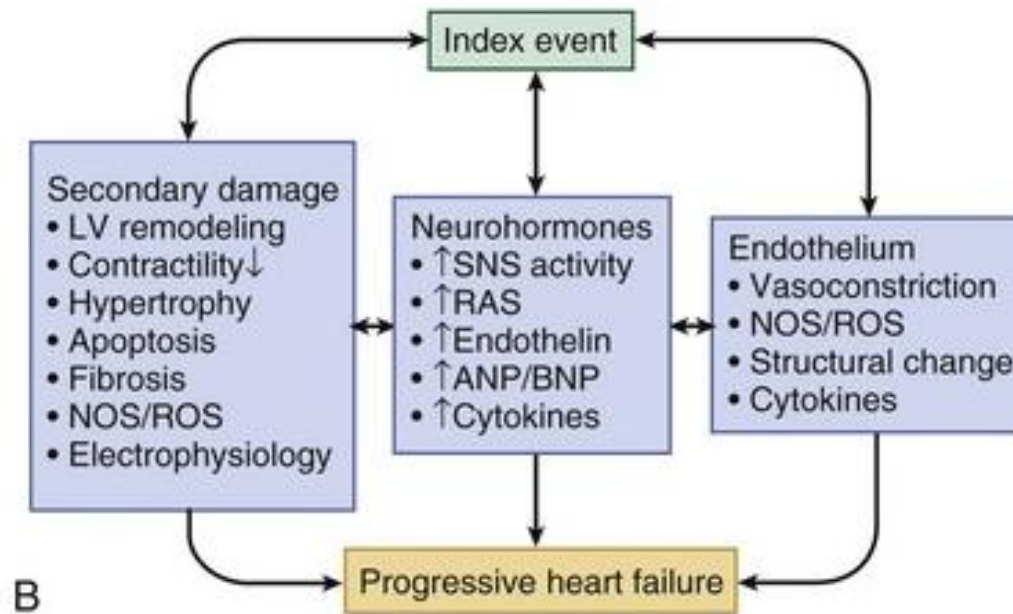 Index event
Secondary damage
• LV remodeling
• Contractility↓
• Hypertrophy
• Apoptosis
• Fibrosis
• NOS/ROS
• Electrophysiology
Neurohormones
• ↑SNS activity
• ↑RAS
• ↑Endothelin
• ↑ANP/BNP
• ↑Cytokines
Endothelium
• Vasoconstriction
• NOS/ROS
• Structural change
• Cytokines
Progressive heart failure
B